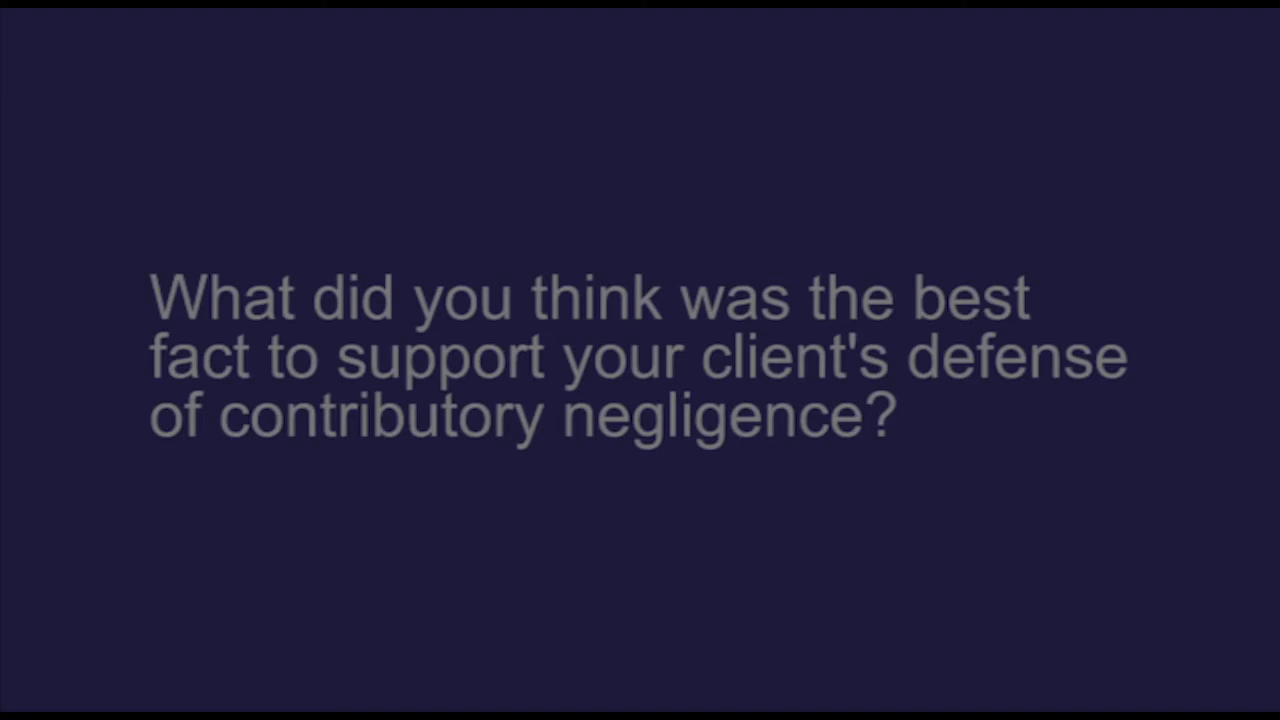 What did you think was the best
fact to support your client's defense
of contributory negligence?